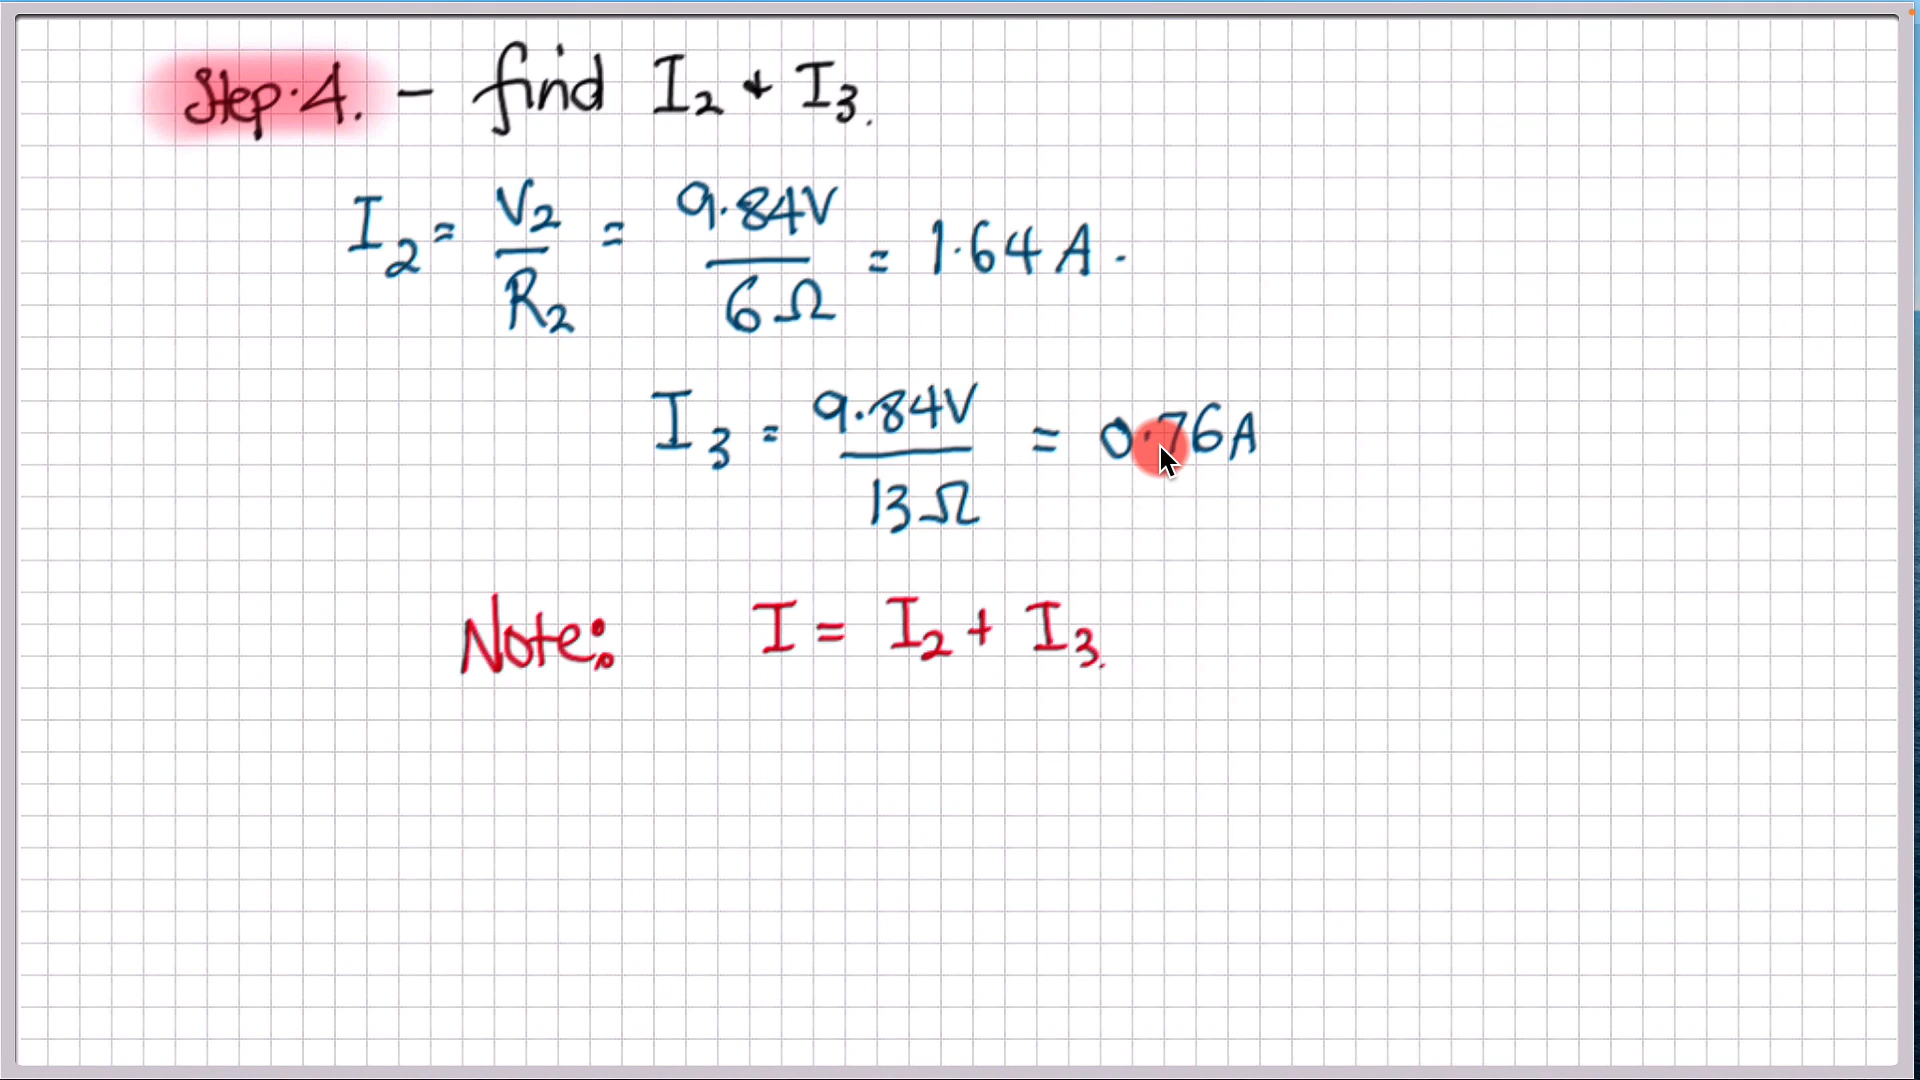 Step.4. - find I₂ + I₃.
I₂ = V₂/R₂ = 9.84V/6Ω = 1.64A.
I₃ = 9.84V/13Ω = 0.76A
Note: I = I₂ + I₃.